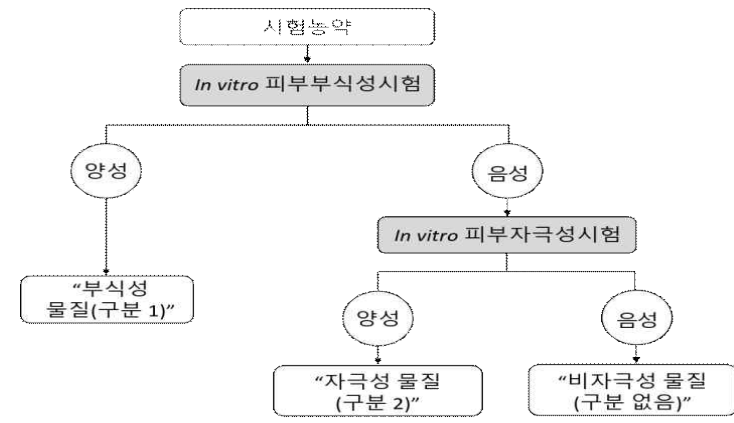 시험농약
In vitro 피부부식성시험
양성
음성
In vitro 피부자극성시험
“부식성
물질(구분 1)”
양성
음성
“자극성 물질
(구분 2)”
“비자극성 물질
(구분 없음)”